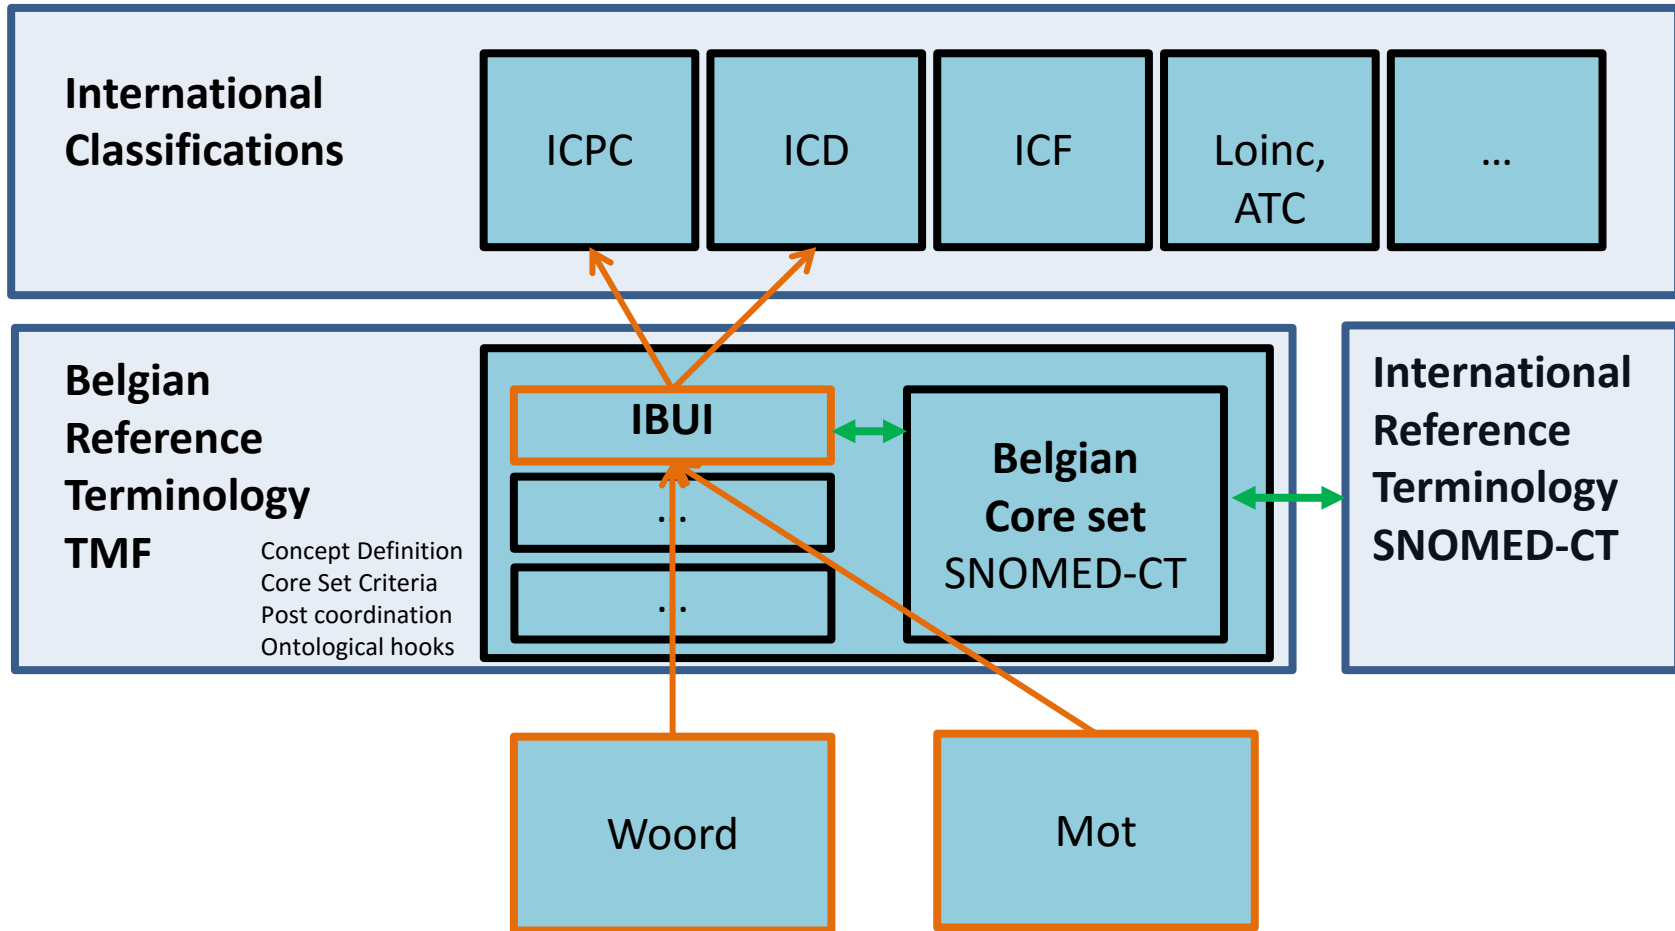 International
Classifications
ICPC
ICD
ICF
Loinc,
ATC
...
Belgian
Reference
Terminology
TMF
Concept Definition
Core Set Criteria
Post coordination
Ontological hooks
IBUI
...
...
Belgian
Core set
SNOMED-CT
International
Reference
Terminology
SNOMED-CT
Woord
Mot